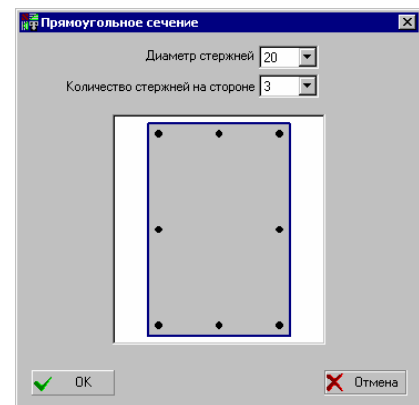 Прямоугольное сечение
Диаметр стержней 20
Количество стержней на стороне 3
OK Отмена